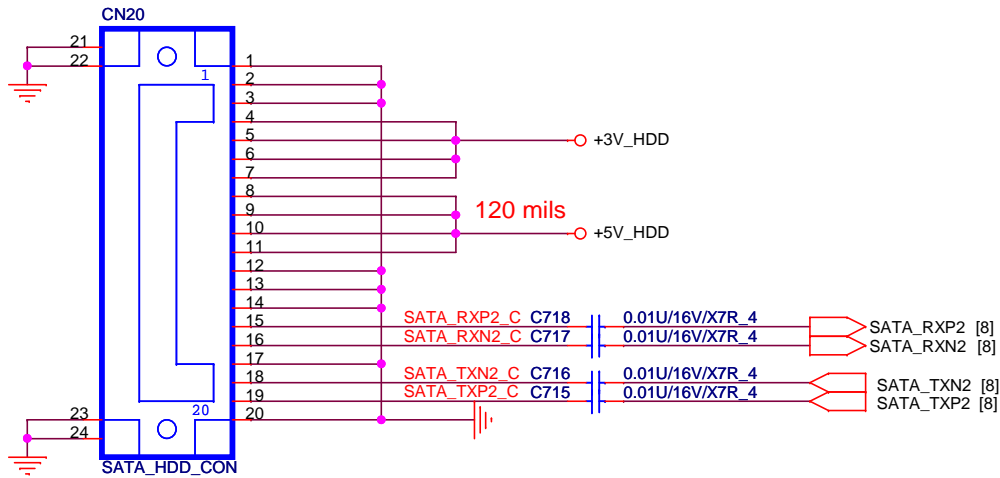 CN20
21
22
1
1
2
3
4
5
+3V_HDD
6
7
8
9
120 mils
10
+5V_HDD
11
12
13
14
15 SATA_RXP2_C C718 0.01U/16V/X7R_4 SATA_RXP2 [8]
16 SATA_RXN2_C C717 0.01U/16V/X7R_4 SATA_RXN2 [8]
17
18 SATA_TXN2_C C716 0.01U/16V/X7R_4 SATA_TXN2 [8]
19 SATA_TXP2_C C715 0.01U/16V/X7R_4 SATA_TXP2 [8]
20
23
20
24
SATA_HDD_CON